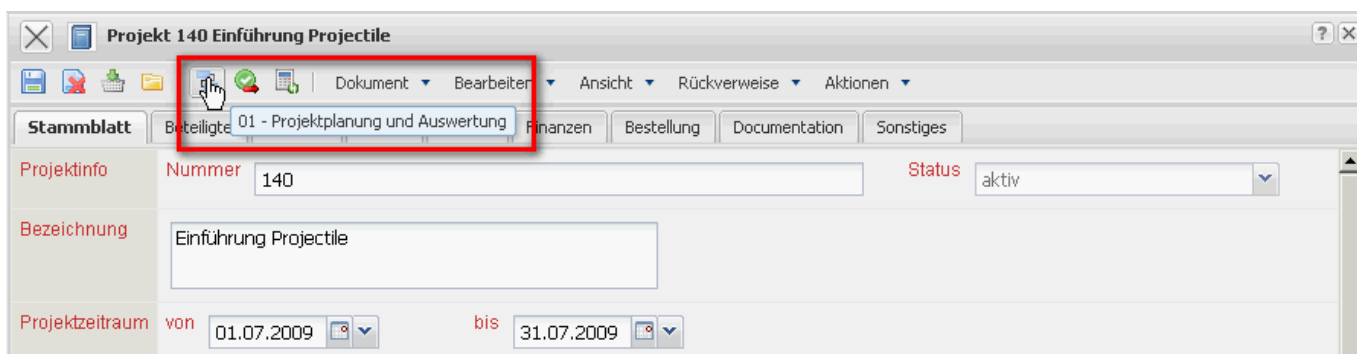 Projekt 140 Einführung Projectile
Dokument Bearbeiten Ansicht Rückverweise Aktionen
01 - Projektplanung und Auswertung
Stammblatt Finanzen Bestellung Documentation Sonstiges
Projektinfo Nummer 140 Status aktiv
Bezeichnung Einführung Projectile
Projektzeitraum von 01.07.2009 bis 31.07.2009